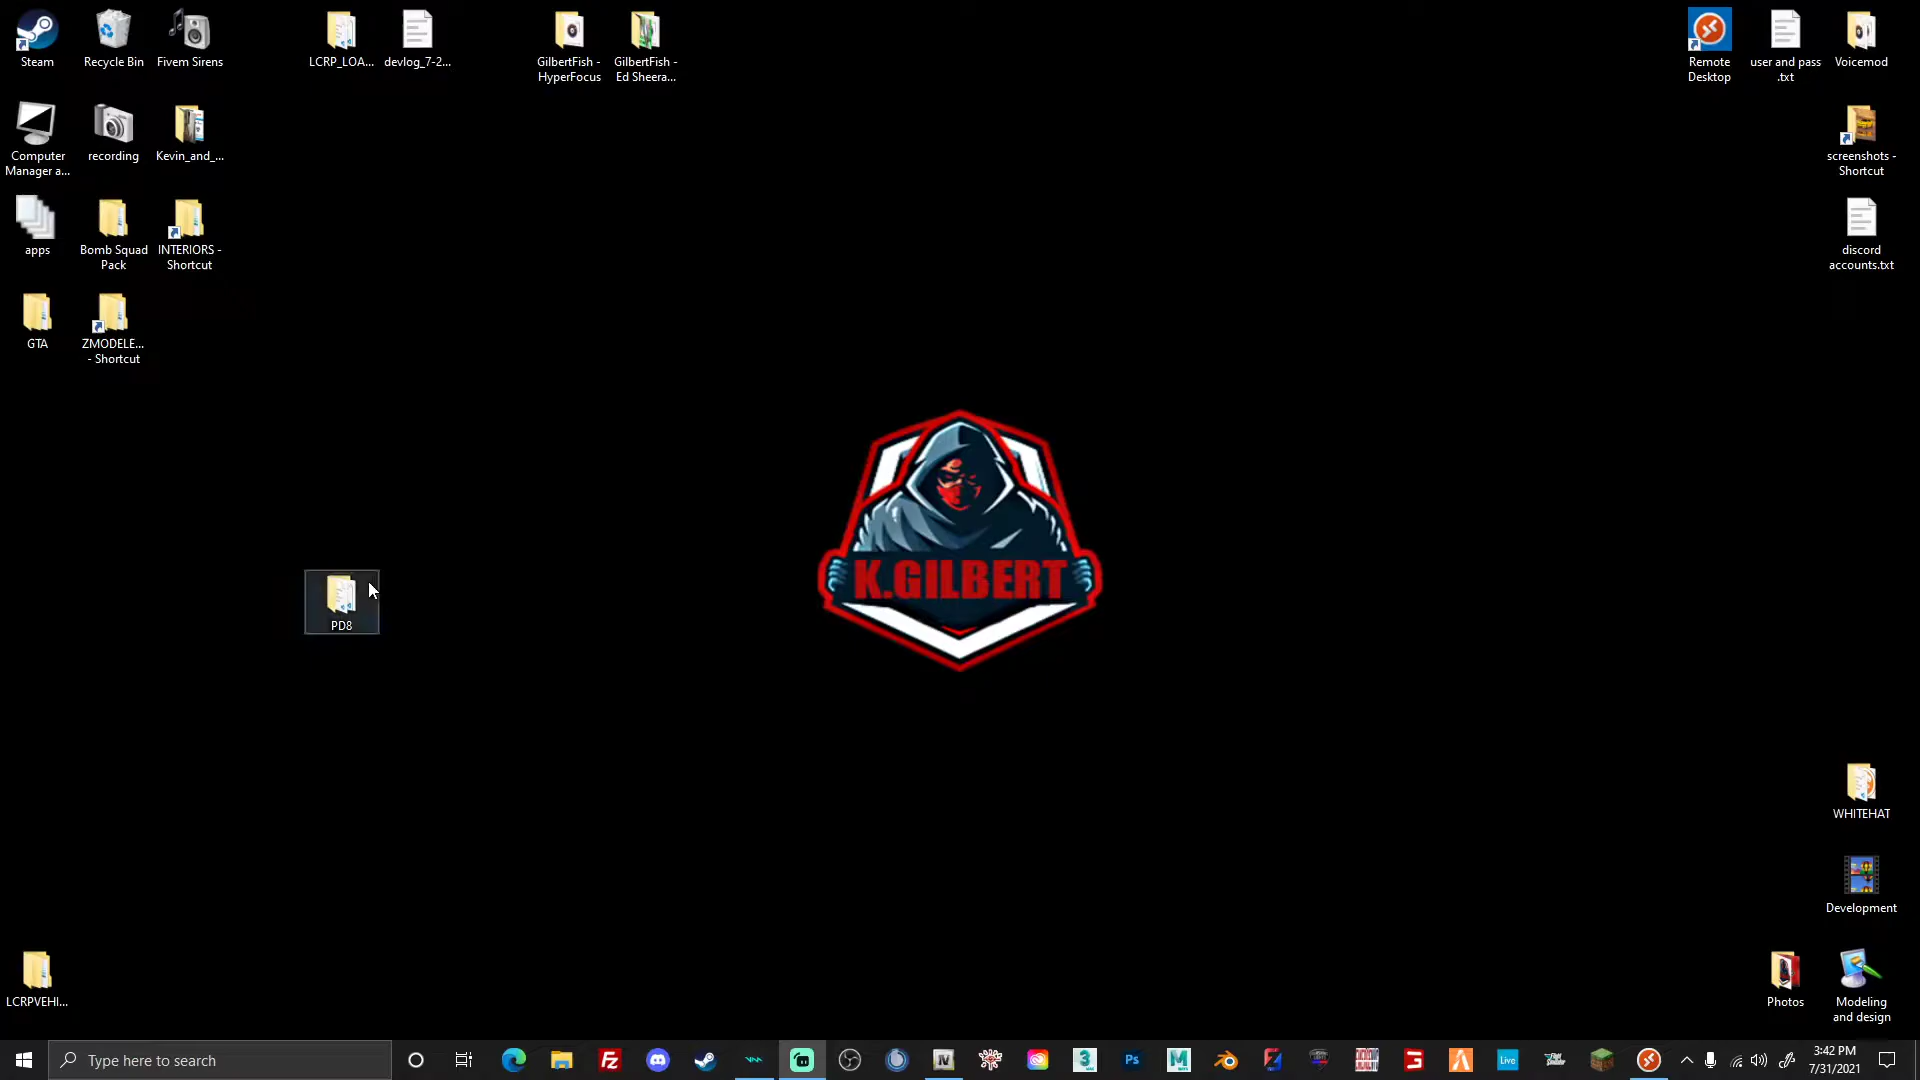 Steam
Recycle Bin
Fivem Sirens
LCRP_LOA...
devlog_7-2...
GilbertFish -
HyperFocus
GilbertFish -
Ed Sheera...
Remote
Desktop
user and pass
.txt
Voicemod
Computer
Manager a...
recording
Kevin_and_...
screenshots -
Shortcut
apps
Bomb Squad
Pack
INTERIORS -
Shortcut
discord
accounts.txt
GTA
ZMODELE...
- Shortcut
K.GILBERT
PD8
WHITEHAT
Development
LCRPVEHI...
Photos
Modeling
and design
Type here to search
Ps
Live
3:42 PM
7/31/2021